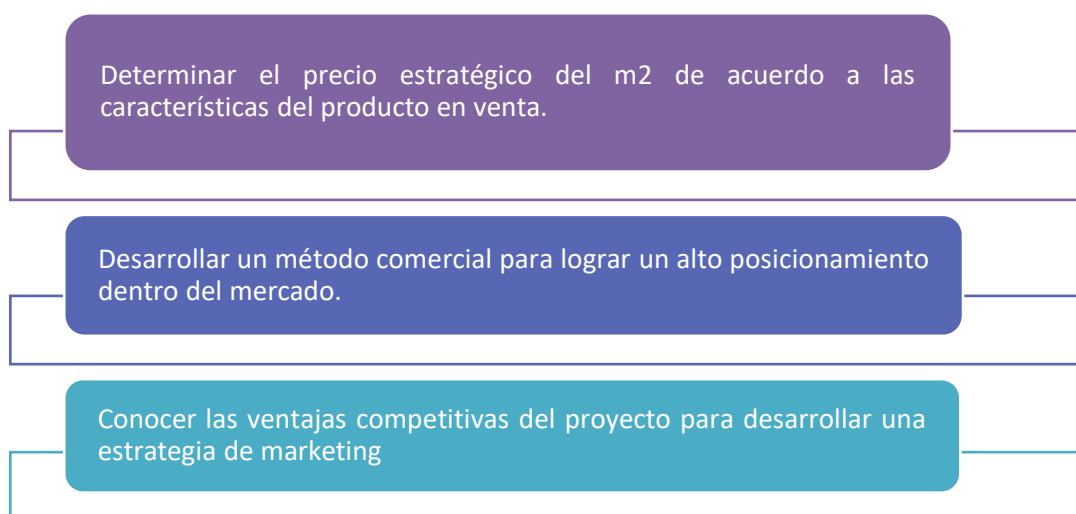 Determinar el precio estratégico del m2 de acuerdo a las
características del producto en venta.
Desarrollar un método comercial para lograr un alto posicionamiento
dentro del mercado.
Conocer las ventajas competitivas del proyecto para desarrollar una
estrategia de marketing